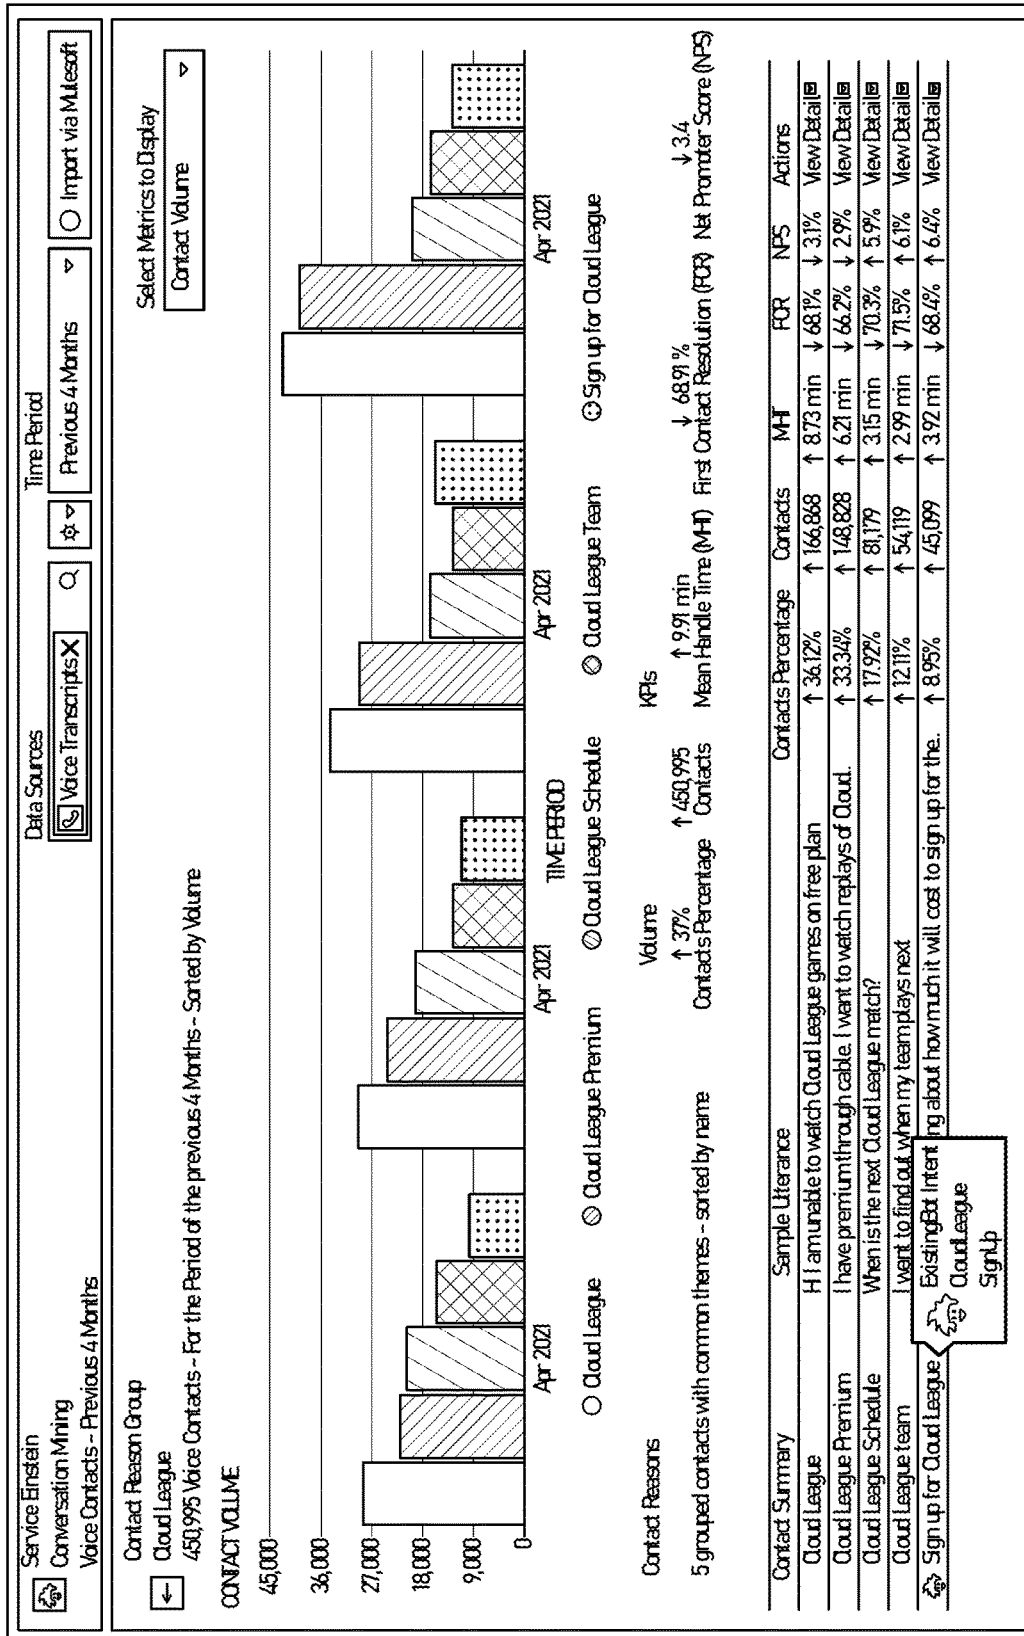 Service Einstein
Conversation Mining
Voice Contacts – Previous 4 Months
Data Sources
Voice Transcripts X
Time Period
Previous 4 Months
Import via Mulesoft
Contact Reason Group
Cloud League
450,995 Voice Contacts – For the Period of the previous 4 Months – Sorted by Volume
Select Metrics to Display
Contact Volume
CONTACT VOLUME
45,000
36,000
27,000
18,000
9,000
0
Apr 2021 Apr 2021 Apr 2021 Apr 2021
TIME PERIOD
Cloud League Cloud League Premium Cloud League Schedule Cloud League Team Sign up for Cloud League
Contact Reasons
5 grouped contacts with common themes – sorted by name
Volume
↑ 37% ↑ 450,995
Contacts Percentage Contacts
KPIs
↑ 9.91 min ↓ 68.91% ↓ 3.4
Mean Handle Time (MHT) First Contact Resolution (FCR) Net Promoter Score (NPS)
Contact Summary Sample Utterance Contacts Percentage Contacts MHT FCR NPS Actions
Cloud League Hi I am unable to watch Cloud League games on free plan ↑ 36.12% ↑ 166,868 ↑ 8.73 min ↓ 68.1% ↓ 3.1% View Detail
Cloud League Premium I have premium through cable. I want to watch replays of Cloud. ↑ 33.34% ↑ 148,828 ↑ 6.21 min ↓ 66.2% ↓ 2.9% View Detail
Cloud League Schedule When is the next Cloud League match? ↑ 17.92% ↑ 81,179 ↑ 3.15 min ↓ 70.3% ↑ 5.9% View Detail
Cloud League team I want to find out when my team plays next ↑ 12.11% ↑ 54,119 ↑ 2.99 min ↓ 71.5% ↑ 6.1% View Detail
Sign up for Cloud League ng about how much it will cost to sign up for the.. ↑ 8.95% ↑ 45,099 ↑ 3.92 min ↓ 68.4% ↑ 6.4% View Detail
Existing Bot Intent
CloudLeague
SignUp